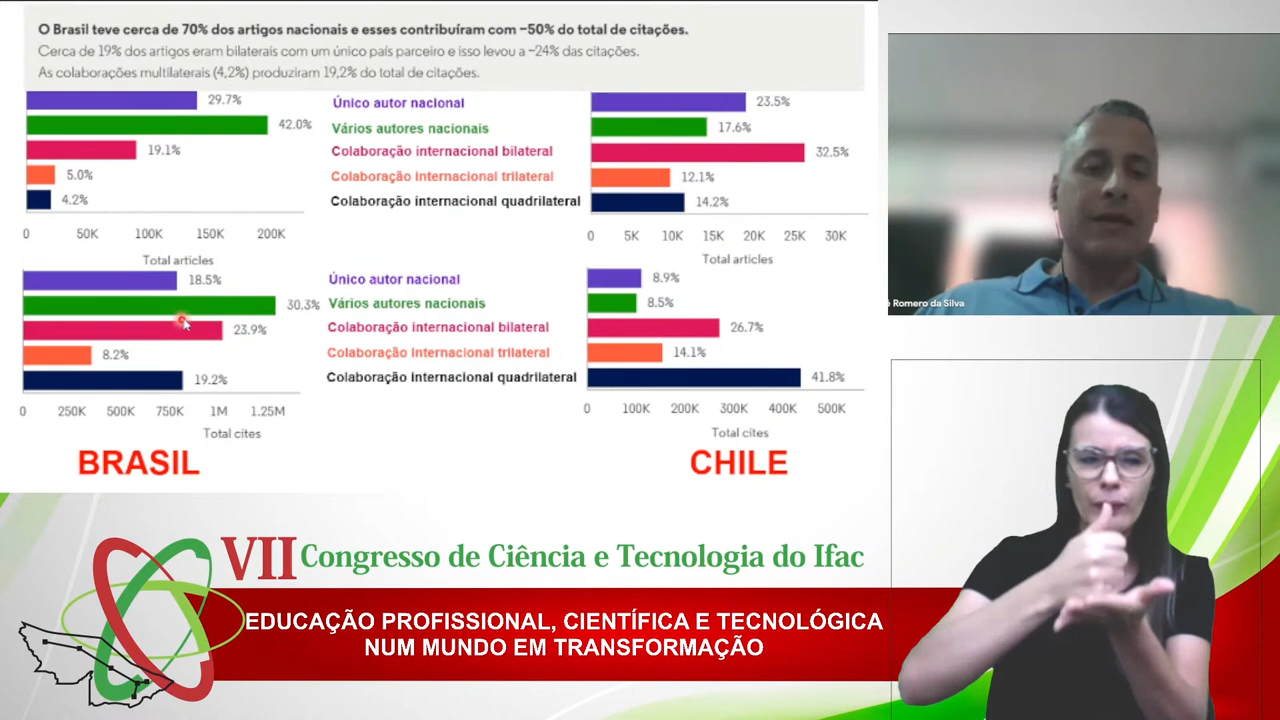 O Brasil teve cerca de 70% dos artigos nacionais e esses contribuíram com ~50% do total de citações.
Cerca de 19% dos artigos eram bilaterais com um único país parceiro e isso levou a ~24% das citações.
As colaborações multilaterais (4,2%) produziram 19,2% do total de citações.
29.7% Único autor nacional 23.5%
42.0% Vários autores nacionais 17.6%
19.1% Colaboração internacional bilateral 32.5%
5.0% Colaboração internacional trilateral 12.1%
4.2% Colaboração internacional quadrilateral 14.2%
0 50K 100K 150K 200K 0 5K 10K 15K 20K 25K 30K
Total articles Total articles
18.5% Único autor nacional 8.9%
30.3% Vários autores nacionais 8.5%
23.9% Colaboração internacional bilateral 26.7%
8.2% Colaboração internacional trilateral 14.1%
19.2% Colaboração internacional quadrilateral 41.8%
0 250K 500K 750K 1M 1.25M 0 100K 200K 300K 400K 500K
Total cites Total cites
BRASIL CHILE
Romero da Silva
VII Congresso de Ciência e Tecnologia do Ifac
EDUCAÇÃO PROFISSIONAL, CIENTÍFICA E TECNOLÓGICA
NUM MUNDO EM TRANSFORMAÇÃO